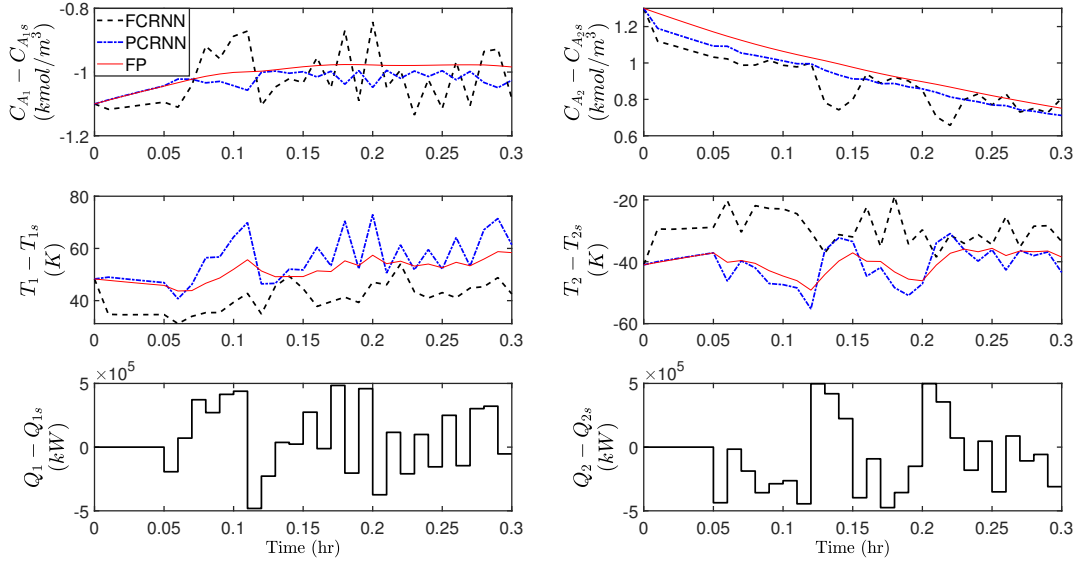 -0.8
-1
-1.2
0 0.05 0.1 0.15 0.2 0.25 0.3
C_{A_1} − C_{A_1s}
(kmol/m^3)
FCRNN
PCRNN
FP
1.2
1
0.8
0.6
0 0.05 0.1 0.15 0.2 0.25 0.3
C_{A_2} − C_{A_2s}
(kmol/m^3)
80
60
40
0 0.05 0.1 0.15 0.2 0.25 0.3
T_1 − T_{1s}
(K)
-20
-40
-60
0 0.05 0.1 0.15 0.2 0.25 0.3
T_2 − T_{2s}
(K)
×10^5
5
0
-5
0 0.05 0.1 0.15 0.2 0.25 0.3
Q_1 − Q_{1s}
(kW)
Time (hr)
×10^5
5
0
-5
0 0.05 0.1 0.15 0.2 0.25 0.3
Q_2 − Q_{2s}
(kW)
Time (hr)